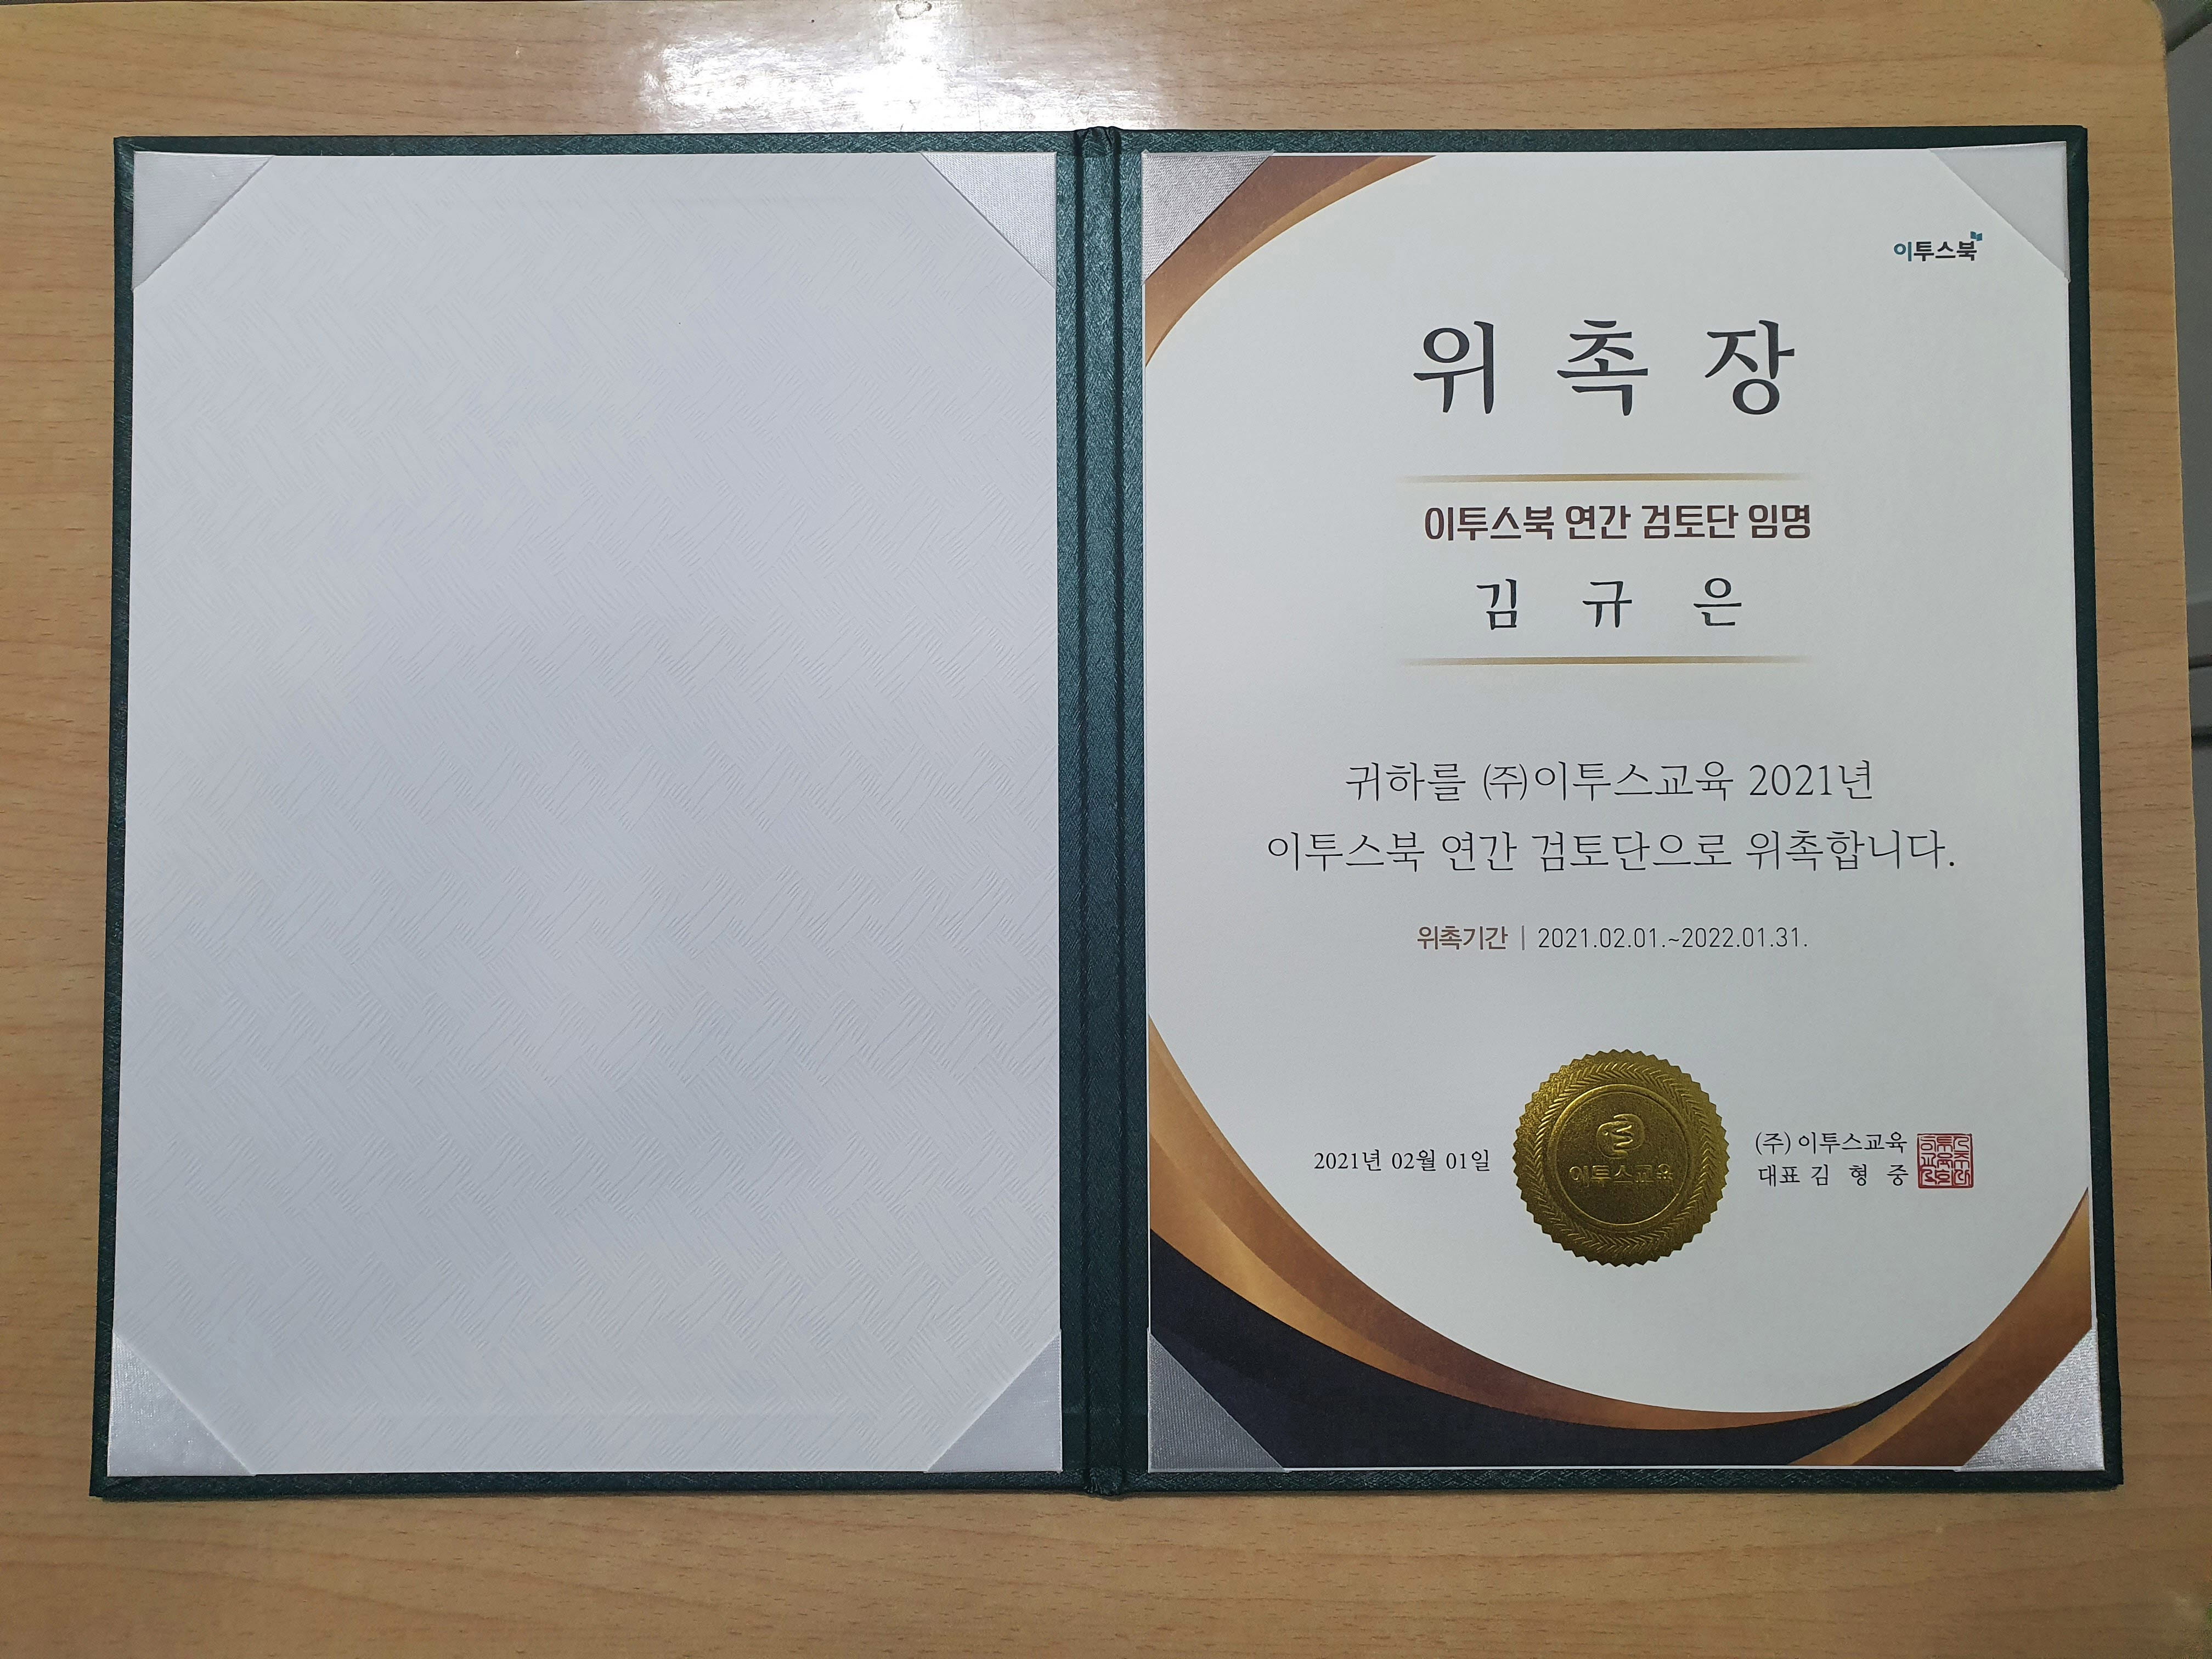 이투스북
위 촉 장
이투스북 연간 검토단 임명
김 규 은
귀하를 ㈜이투스교육 2021년
이투스북 연간 검토단으로 위촉합니다.
위촉기간 | 2021.02.01.~2022.01.31.
2021년 02월 01일
이투스교육
(주) 이투스교육
대표 김 형 중